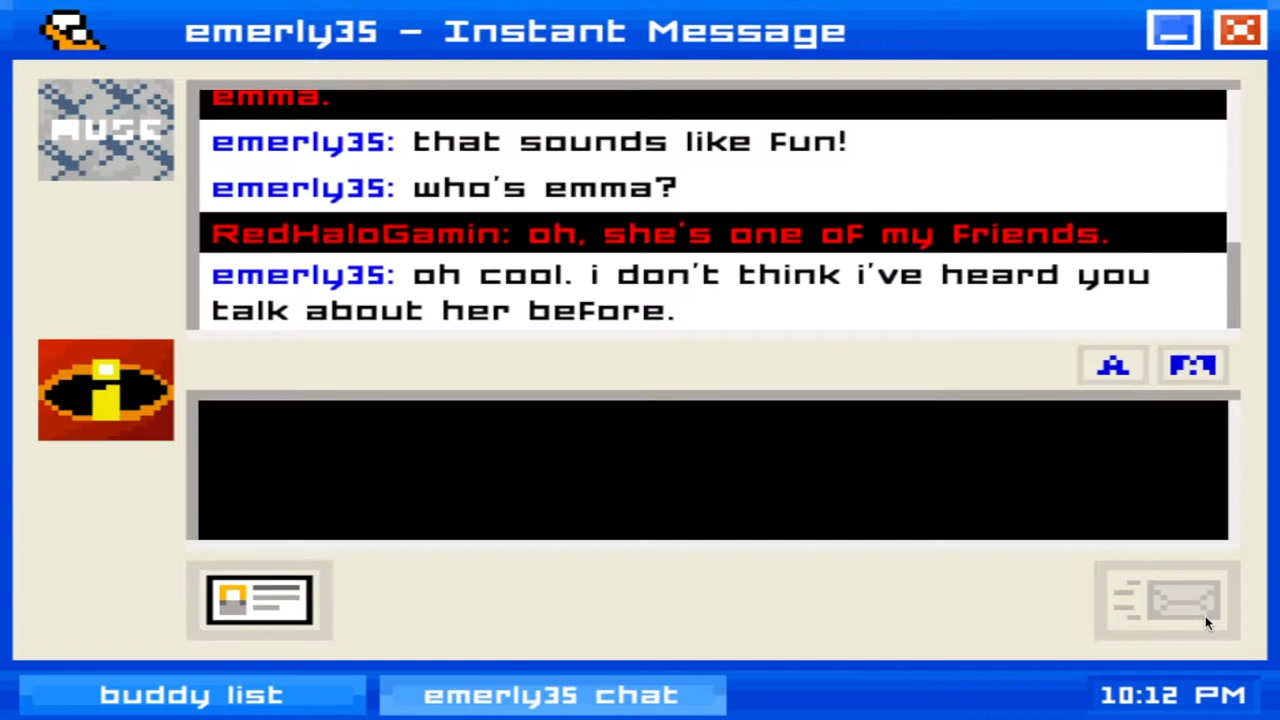 emerly35 - Instant Message
MUSE
emma.
emerly35: that sounds like fun!
emerly35: who's emma?
RedHaloGamin: oh, she's one of my friends.
emerly35: oh cool. i don't think i've heard you
talk about her before.
i
A M
buddy list
emerly35 chat
10:12 PM